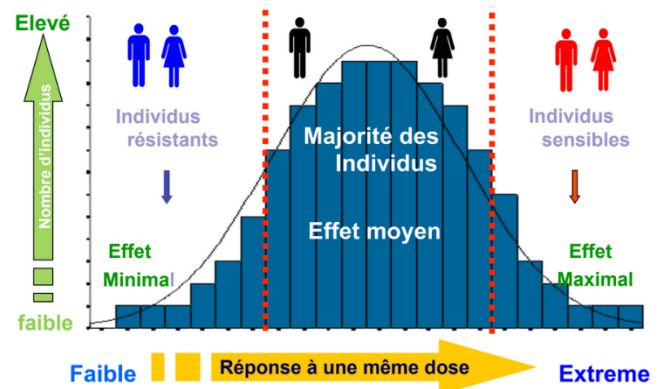 Elevé
Nombre d'individus
faible
Individus
résistants
Effet
Minimal
Majorité des
Individus
Effet moyen
Individus
sensibles
Effet
Maximal
Faible
Réponse à une même dose
Extreme